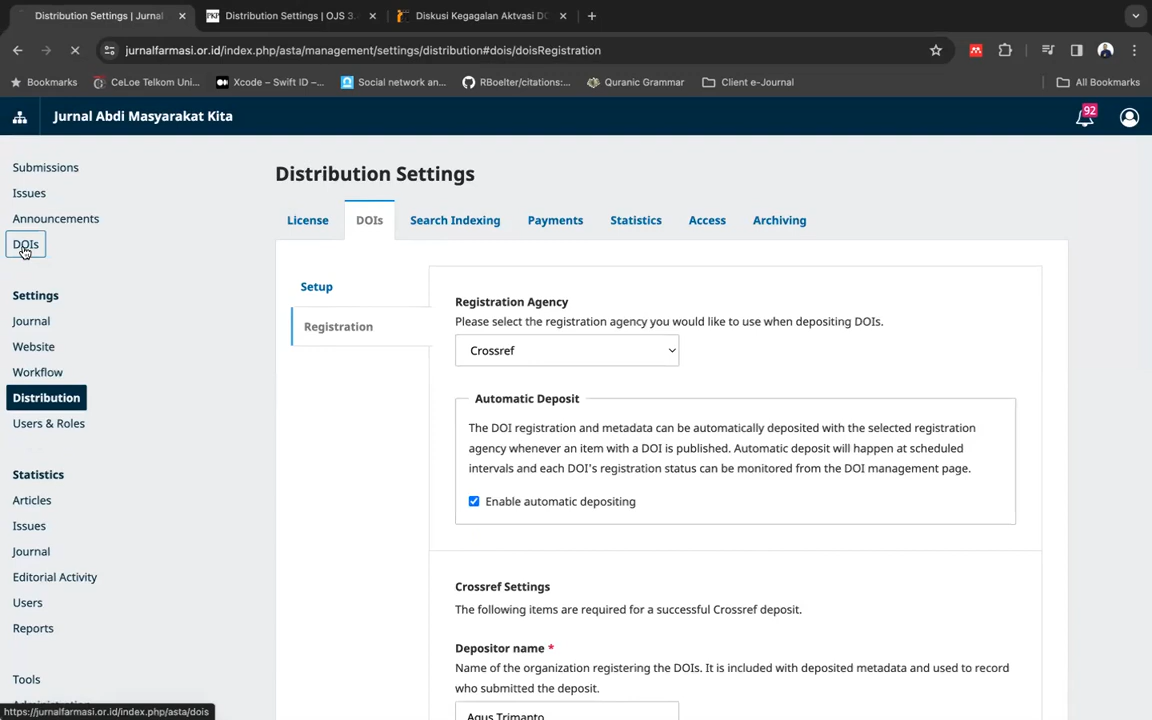 Distribution Settings | Jurnal
Distribution Settings | OJS 3.
Diskusi Kegagalan Aktvasi DO
jurnalfarmasi.or.id/index.php/asta/management/settings/distribution#dois/doisRegistration
Bookmarks
CeLoe Telkom Uni...
Xcode – Swift ID –...
Social network an...
RBoelter/citations:...
Quranic Grammar
Client e-Journal
All Bookmarks
Jurnal Abdi Masyarakat Kita
92
Submissions
Issues
Announcements
DOIs
Settings
Journal
Website
Workflow
Distribution
Users & Roles
Statistics
Articles
Issues
Journal
Editorial Activity
Users
Reports
Tools
Distribution Settings
License
DOIs
Search Indexing
Payments
Statistics
Access
Archiving
Setup
Registration
Registration Agency
Please select the registration agency you would like to use when depositing DOIs.
Crossref
Automatic Deposit
The DOI registration and metadata can be automatically deposited with the selected registration
agency whenever an item with a DOI is published. Automatic deposit will happen at scheduled
intervals and each DOI's registration status can be monitored from the DOI management page.
Enable automatic depositing
Crossref Settings
The following items are required for a successful Crossref deposit.
Depositor name *
Name of the organization registering the DOIs. It is included with deposited metadata and used to record
who submitted the deposit.
Agus Trimanto
https://jurnalfarmasi.or.id/index.php/asta/dois